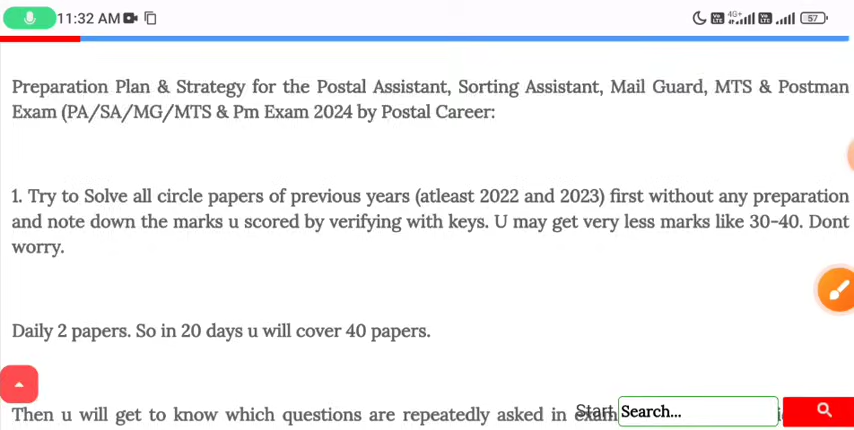 11:32 AM
4G+
57
Preparation Plan & Strategy for the Postal Assistant, Sorting Assistant, Mail Guard, MTS & Postman
Exam (PA/SA/MG/MTS & Pm Exam 2024 by Postal Career:
1. Try to Solve all circle papers of previous years (atleast 2022 and 2023) first without any preparation
and note down the marks u scored by verifying with keys. U may get very less marks like 30-40. Dont
worry.
Daily 2 papers. So in 20 days u will cover 40 papers.
Then u will get to know which questions are repeatedly asked in exam
Start
Search...